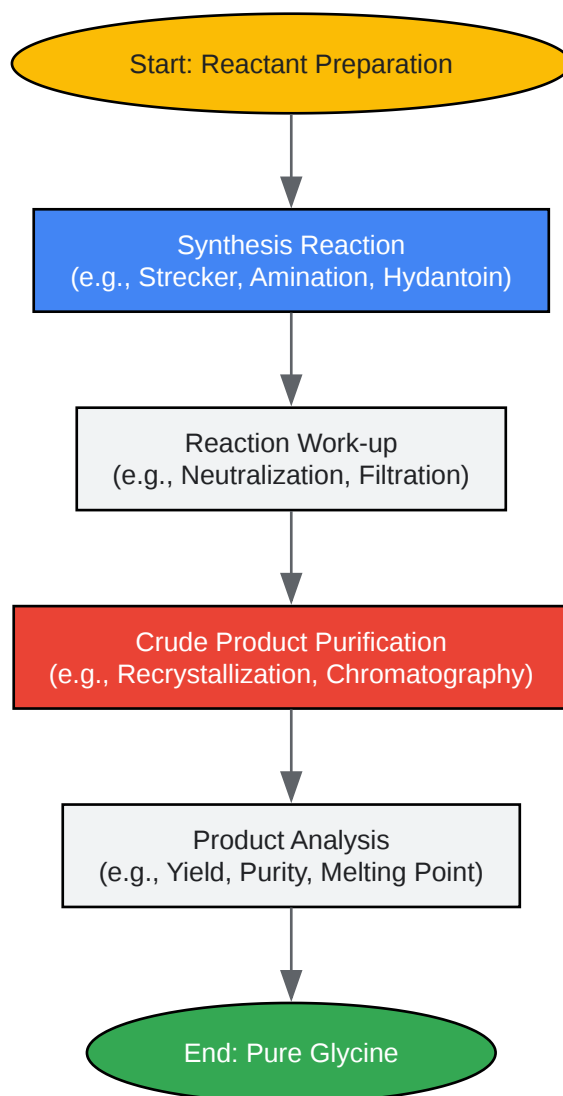 Start: Reactant Preparation
Synthesis Reaction
(e.g., Strecker, Amination, Hydantoin)
Reaction Work-up
(e.g., Neutralization, Filtration)
Crude Product Purification
(e.g., Recrystallization, Chromatography)
Product Analysis
(e.g., Yield, Purity, Melting Point)
End: Pure Glycine